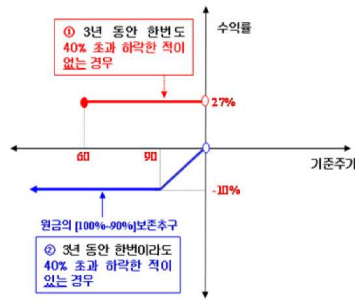 수익률
① 3년 동안 한번도
40% 초과 하락한 적이
없는 경우
27%
60
90
기준주가
-10%
원금의 [100%~90%]보존추구
② 3년 동안 한번이라도
40% 초과 하락한 적이
있는 경우